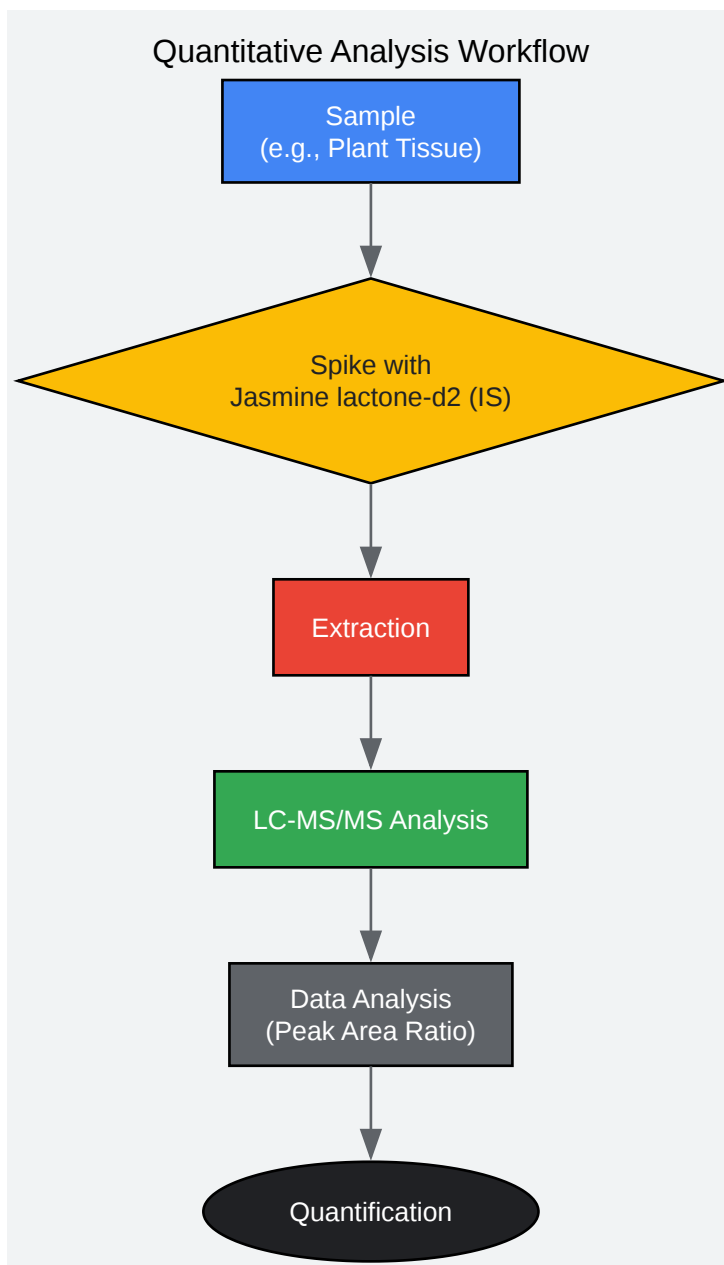 Quantitative Analysis Workflow
Sample
(e.g., Plant Tissue)
Spike with
Jasmine lactone-d2 (IS)
Extraction
LC-MS/MS Analysis
Data Analysis
(Peak Area Ratio)
Quantification